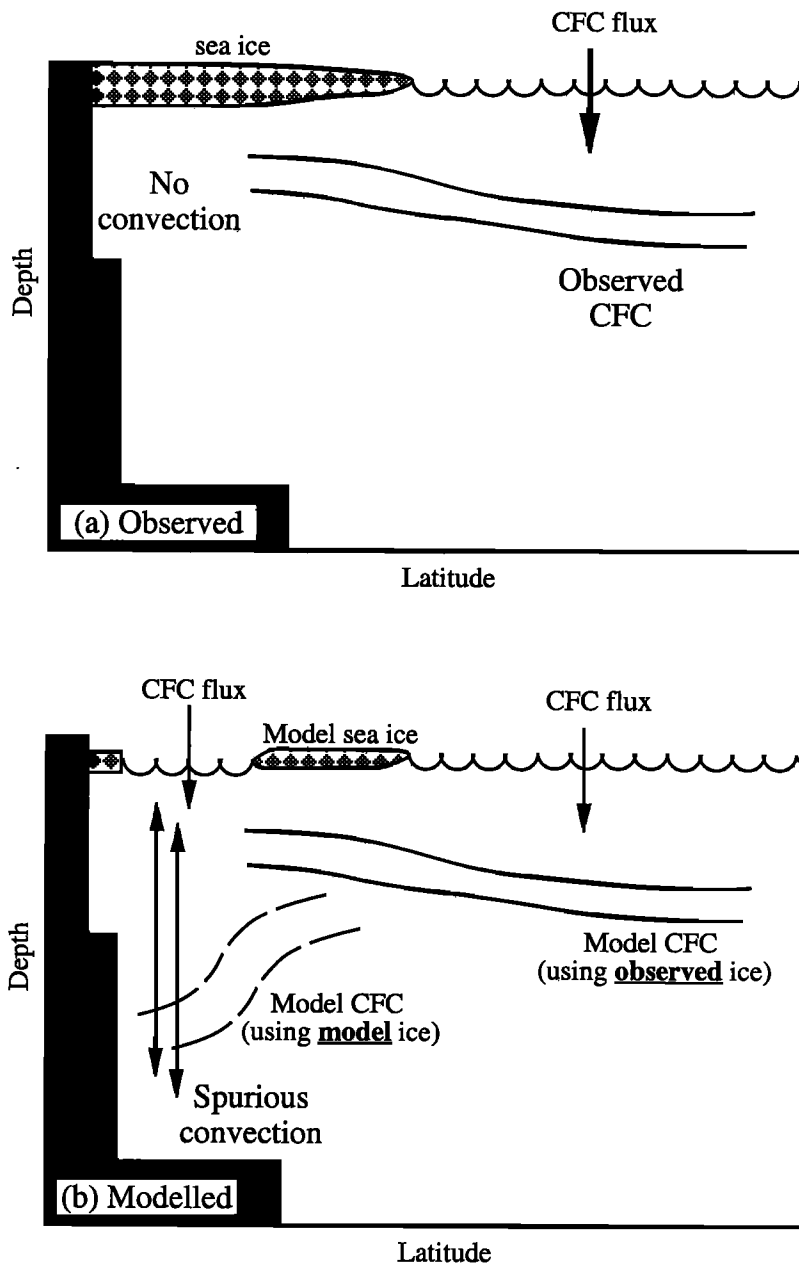 CFC flux
sea ice
No
convection
Observed
CFC
Depth
(a) Observed
Latitude
CFC flux
CFC flux
Model sea ice
Model CFC
(using observed ice)
Depth
Model CFC
(using model ice)
Spurious
convection
(b) Modelled
Latitude